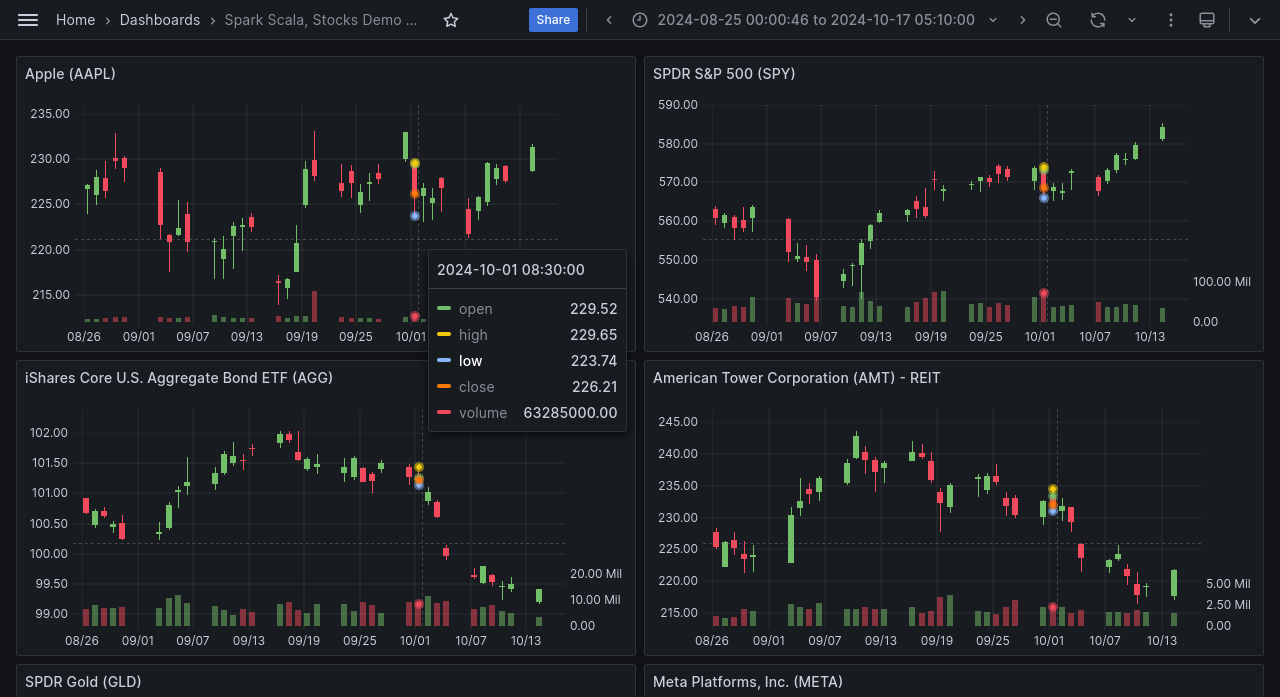 Home › Dashboards › Spark Scala, Stocks Demo ... Share 2024-08-25 00:00:46 to 2024-10-17 05:10:00
Apple (AAPL)
235.00
230.00
225.00
220.00
215.00
08/26 09/01 09/07 09/13 09/19 09/25 10/01
SPDR S&P 500 (SPY)
590.00
580.00
570.00
560.00
550.00
540.00
100.00 Mil
0.00
08/26 09/01 09/07 09/13 09/19 09/25 10/01 10/07 10/13
2024-10-01 08:30:00
open 229.52
high 229.65
low 223.74
close 226.21
volume 63285000.00
iShares Core U.S. Aggregate Bond ETF (AGG)
102.00
101.50
101.00
100.50
100.00
99.50
99.00
20.00 Mil
10.00 Mil
0.00
08/26 09/01 09/07 09/13 09/19 09/25 10/01 10/07 10/13
American Tower Corporation (AMT) - REIT
245.00
240.00
235.00
230.00
225.00
220.00
215.00
5.00 Mil
2.50 Mil
0.00
08/26 09/01 09/07 09/13 09/19 09/25 10/01 10/07 10/13
SPDR Gold (GLD)
Meta Platforms, Inc. (META)